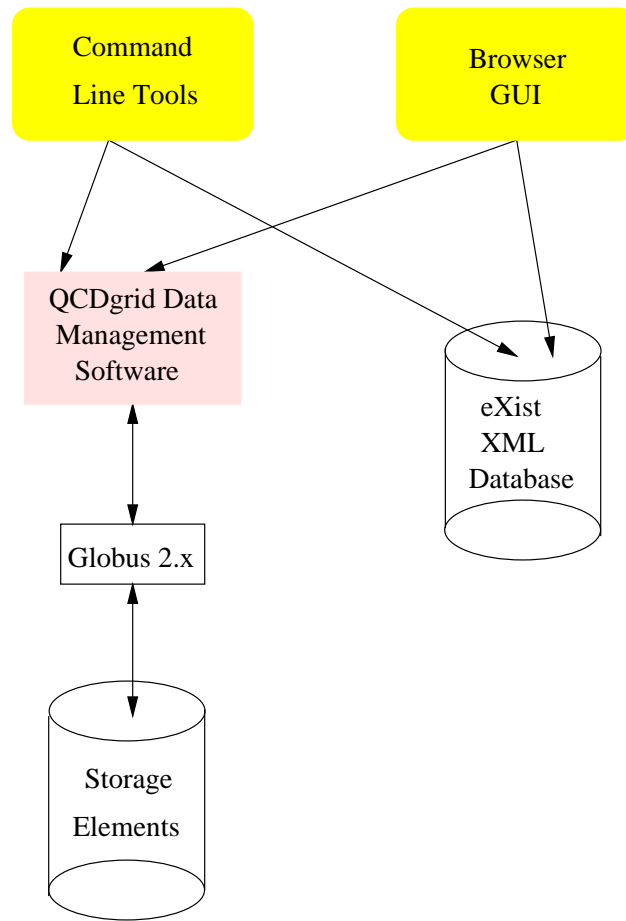 Command
Line Tools
Browser
GUI
QCDgrid Data
Management
Software
eXist
XML
Database
Globus 2.x
Storage
Elements